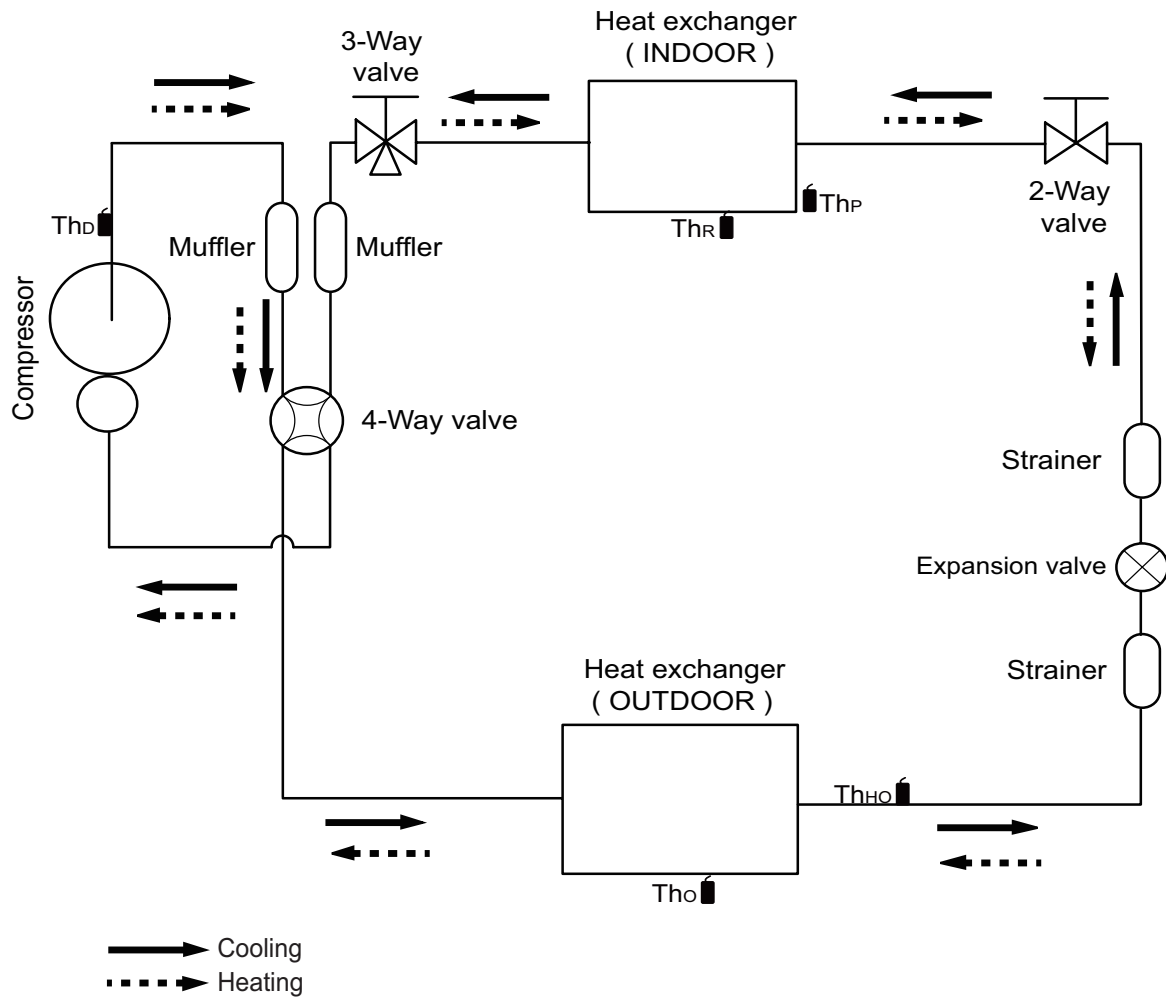 Heat exchanger
( INDOOR )
3-Way
valve
ThD
Muffler
Muffler
ThR
ThP
2-Way
valve
Compressor
4-Way valve
Strainer
Expansion valve
Strainer
Heat exchanger
( OUTDOOR )
ThHO
ThO
Cooling
Heating